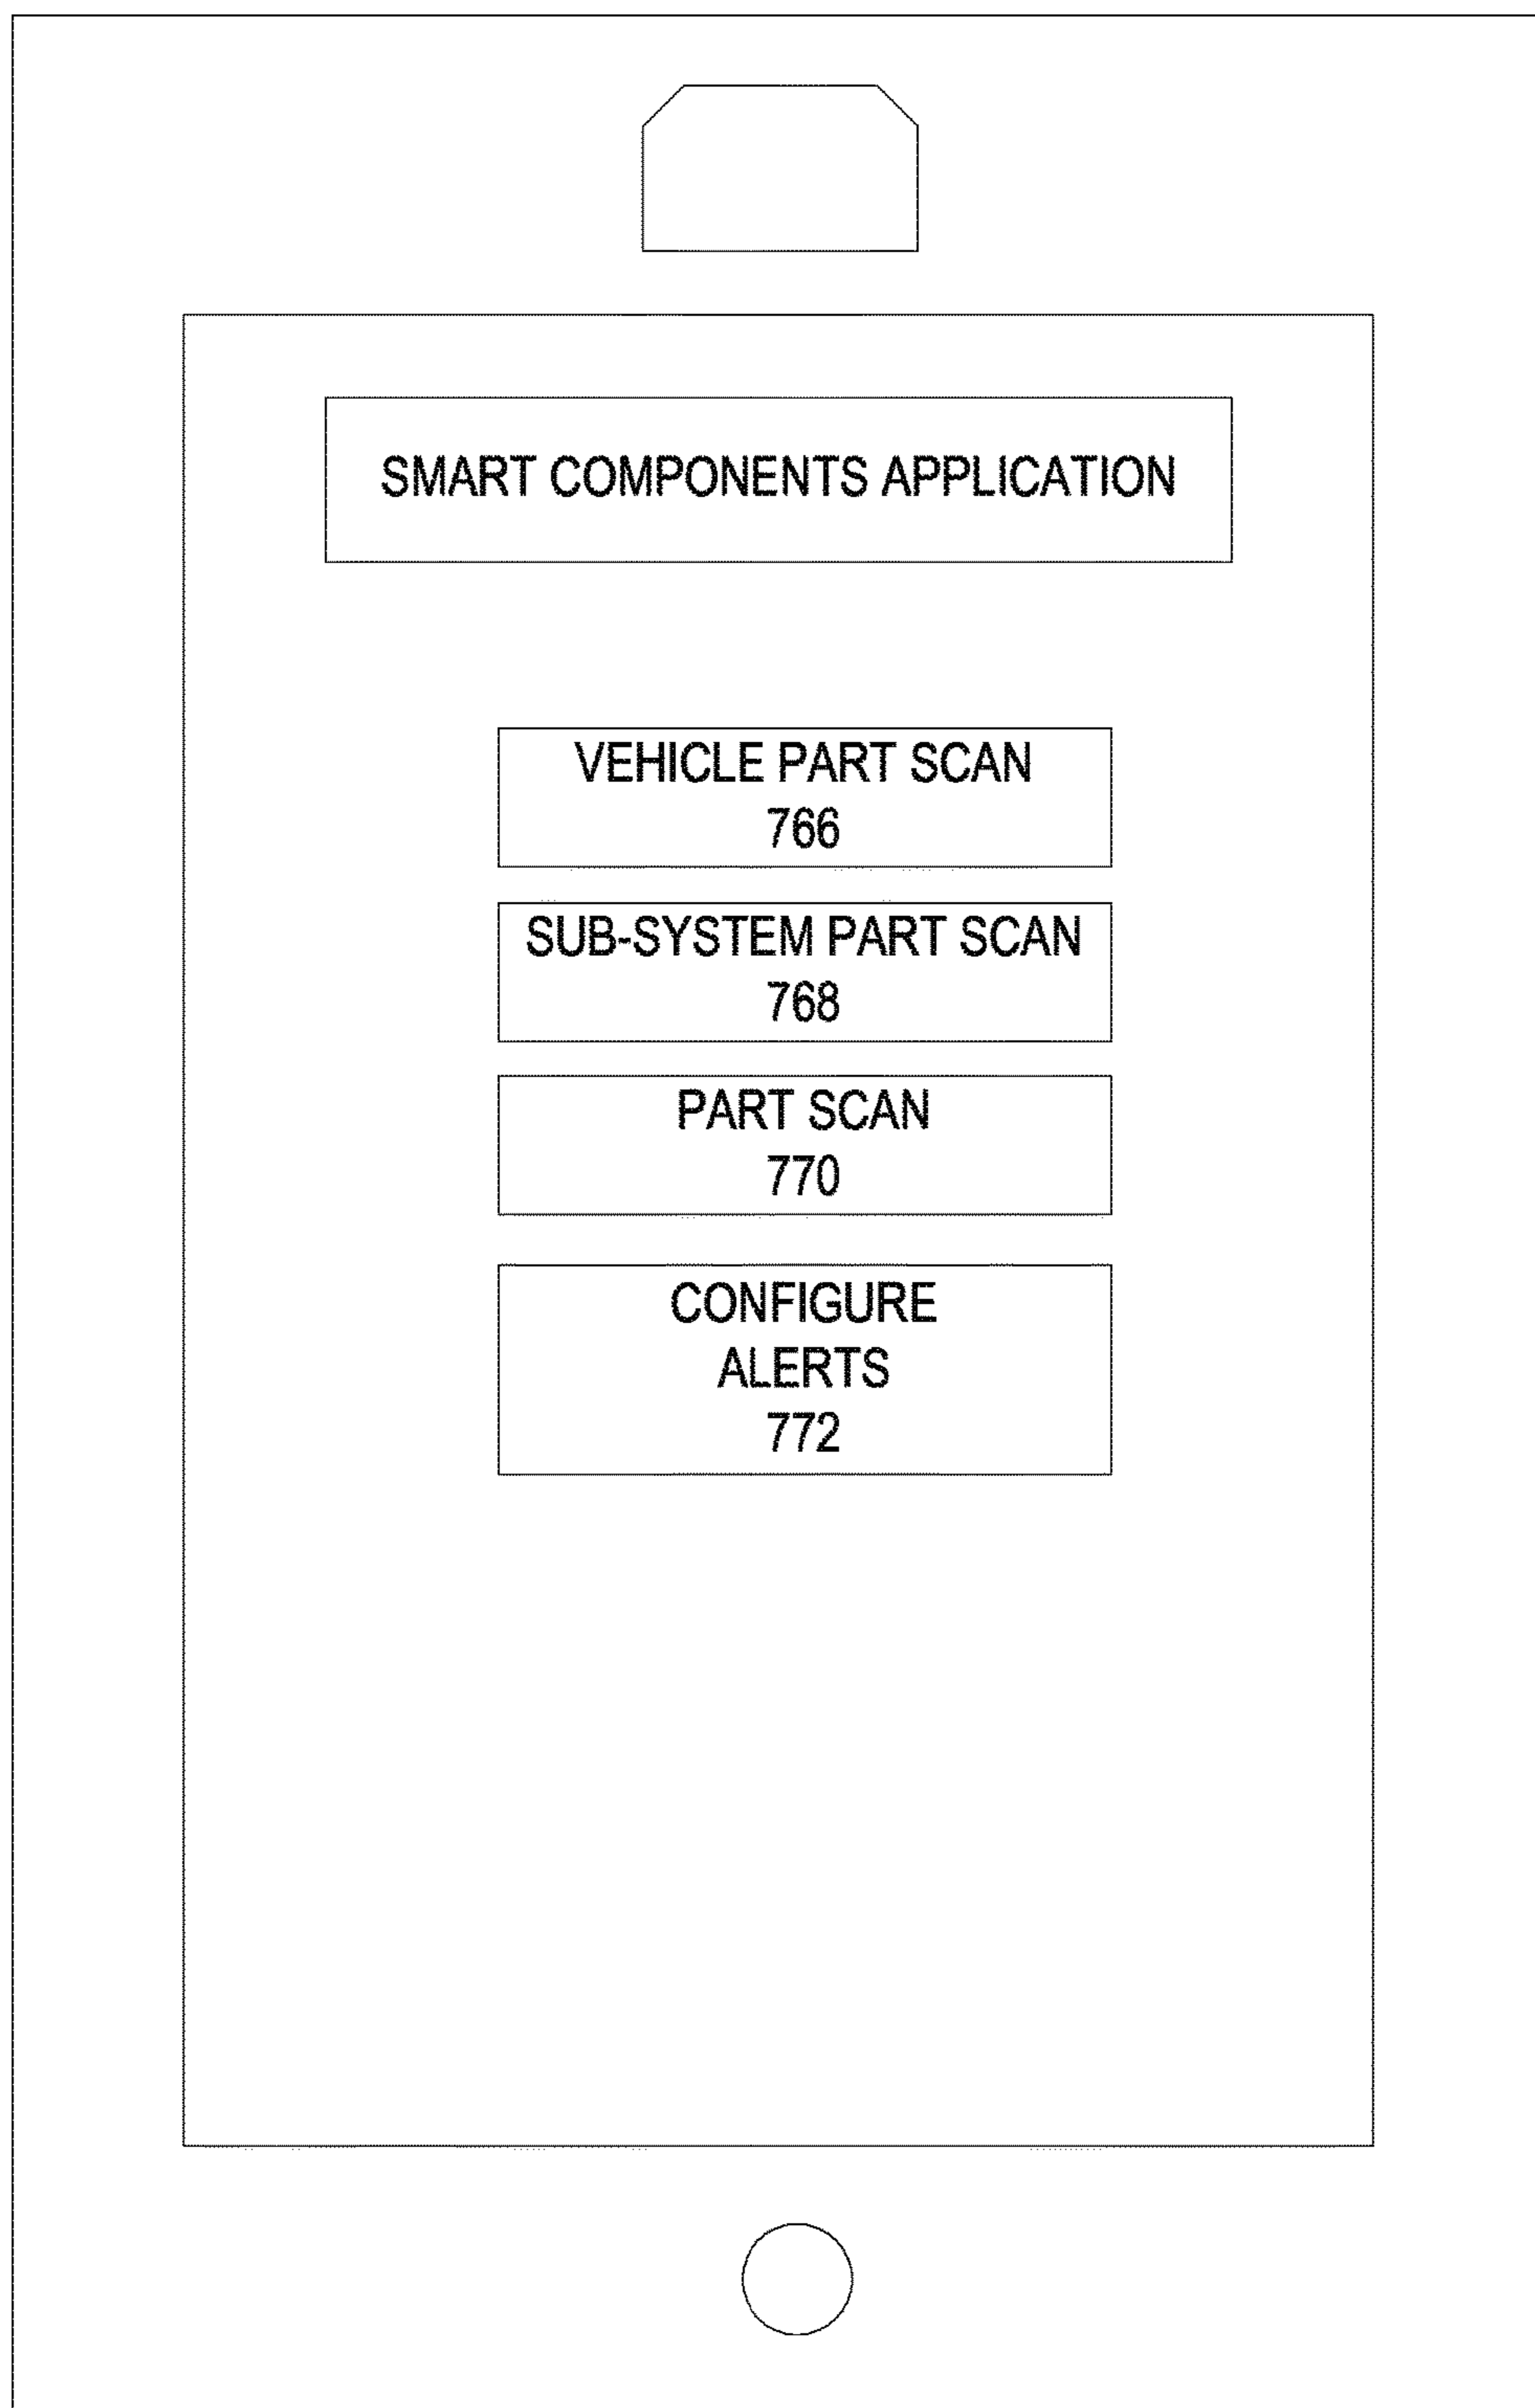 SMART COMPONENTS APPLICATION
VEHICLE PART SCAN
766
SUB-SYSTEM PART SCAN
768
PART SCAN
770
CONFIGURE
ALERTS
772